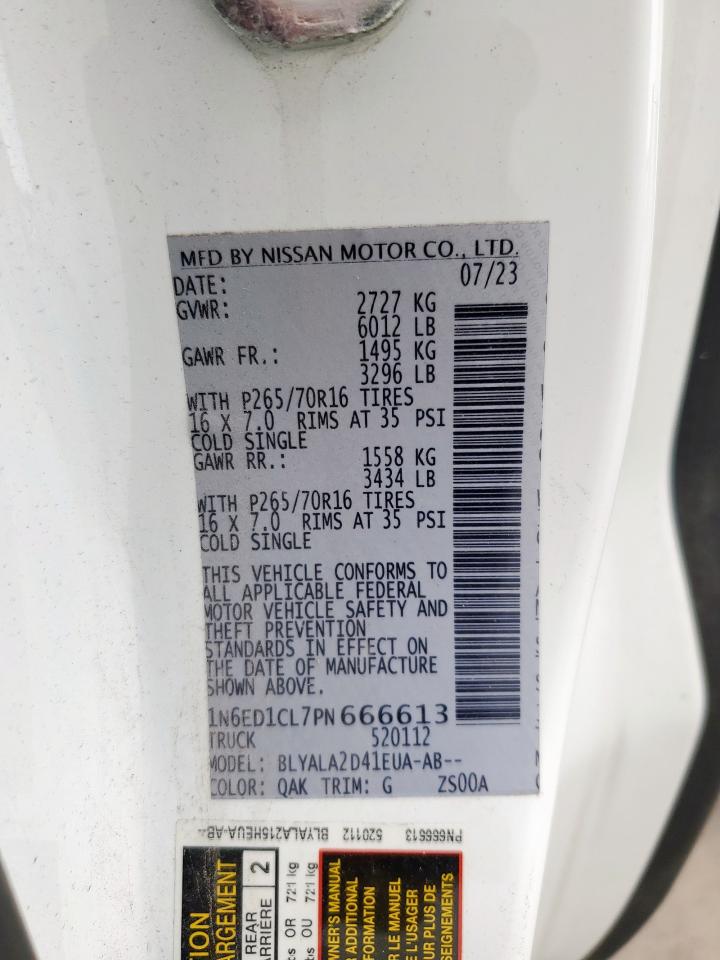 MFD BY NISSAN MOTOR CO., LTD.
DATE: 07/23
GVWR: 2727 KG
6012 LB
GAWR FR.: 1495 KG
3296 LB
WITH P265/70R16 TIRES
16 X 7.0 RIMS AT 35 PSI
COLD SINGLE
GAWR RR.: 1558 KG
3434 LB
WITH P265/70R16 TIRES
16 X 7.0 RIMS AT 35 PSI
COLD SINGLE
THIS VEHICLE CONFORMS TO
ALL APPLICABLE FEDERAL
MOTOR VEHICLE SAFETY AND
THEFT PREVENTION
STANDARDS IN EFFECT ON
THE DATE OF MANUFACTURE
SHOWN ABOVE.
1N6ED1CL7PN666613
TRUCK 520112
MODEL: BLYALA2D41EUA-AB--
COLOR: QAK TRIM: G ZS00A
PN666613 520112 BLYALA215HEUA-AB--
REAR 2
OR 721 kg
OU 721 kg